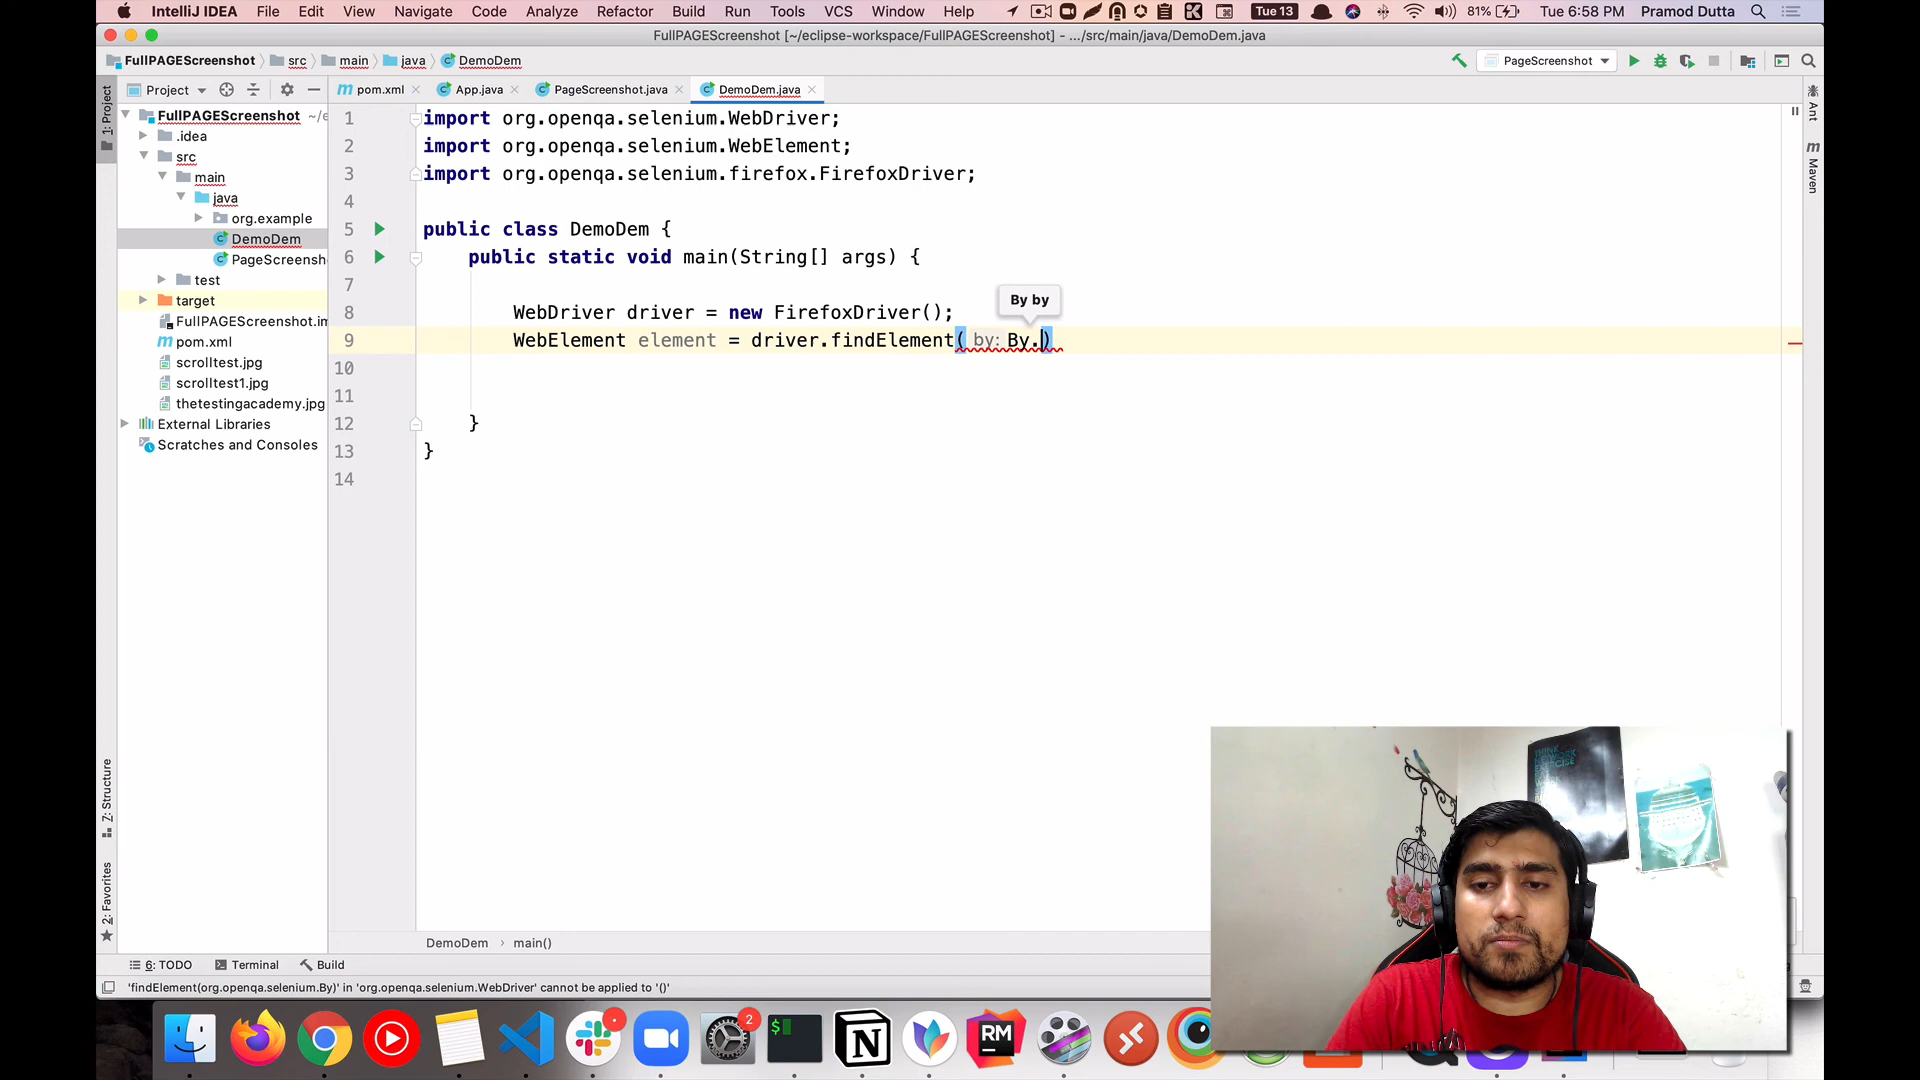 IntelliJ IDEA File Edit View Navigate Code Analyze Refactor Build Run Tools VCS Window Help Tue 13 81% Tue 6:58 PM Pramod Dutta
FullPAGEScreenshot [~/eclipse-workspace/FullPAGEScreenshot] - .../src/main/java/DemoDem.java
FullPAGEScreenshot src main java DemoDem PageScreenshot
Project pom.xml App.java PageScreenshot.java DemoDem.java
1: Project
FullPAGEScreenshot ~/e
.idea
src
main
java
org.example
DemoDem
PageScreensh
test
target
FullPAGEScreenshot.im
pom.xml
scrolltest.jpg
scrolltest1.jpg
thetestingacademy.jpg
External Libraries
Scratches and Consoles
Z: Structure
2: Favorites
1 import org.openqa.selenium.WebDriver;
2 import org.openqa.selenium.WebElement;
3 import org.openqa.selenium.firefox.FirefoxDriver;
4
5 public class DemoDem {
6 public static void main(String[] args) {
7
By by
8 WebDriver driver = new FirefoxDriver();
9 WebElement element = driver.findElement( by: By.)
10
11
12 }
13 }
14
Ant
m Maven
THINK
NETWORK
EXERCISE
DemoDem › main()
6: TODO Terminal Build
'findElement(org.openqa.selenium.By)' in 'org.openqa.selenium.WebDriver' cannot be applied to '()'
2
$
N
RM